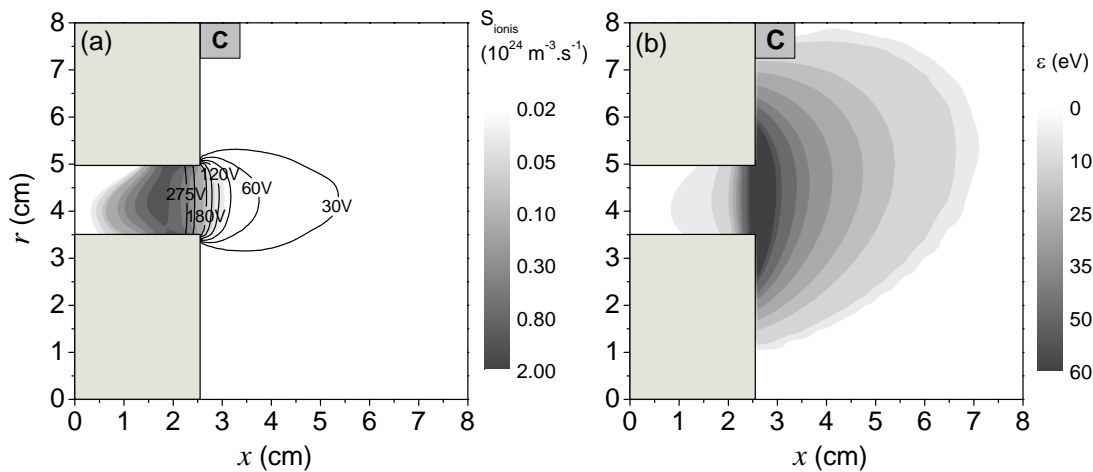 (a)
C
S_ionis
(10^24 m^-3.s^-1)
0.02
0.05
0.10
0.30
0.80
2.00
8
7
6
5
4
3
2
1
0
r (cm)
120V
275V
60V
180V
30V
0 1 2 3 4 5 6 7 8
x (cm)
(b)
C
ε (eV)
0
10
25
35
50
60
8
7
6
5
4
3
2
1
0
0 1 2 3 4 5 6 7 8
x (cm)